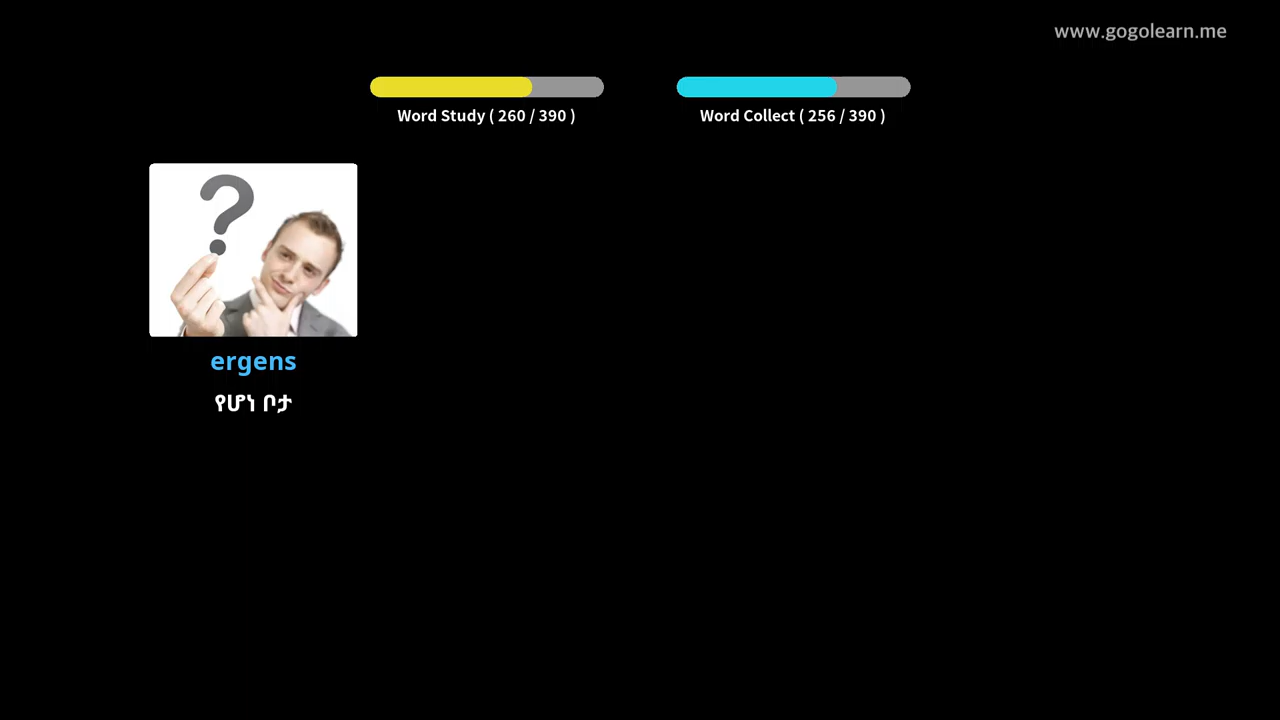 www.gogolearn.me
Word Study ( 260 / 390 )
Word Collect ( 256 / 390 )
?
ergens
የሆነ ቦታ